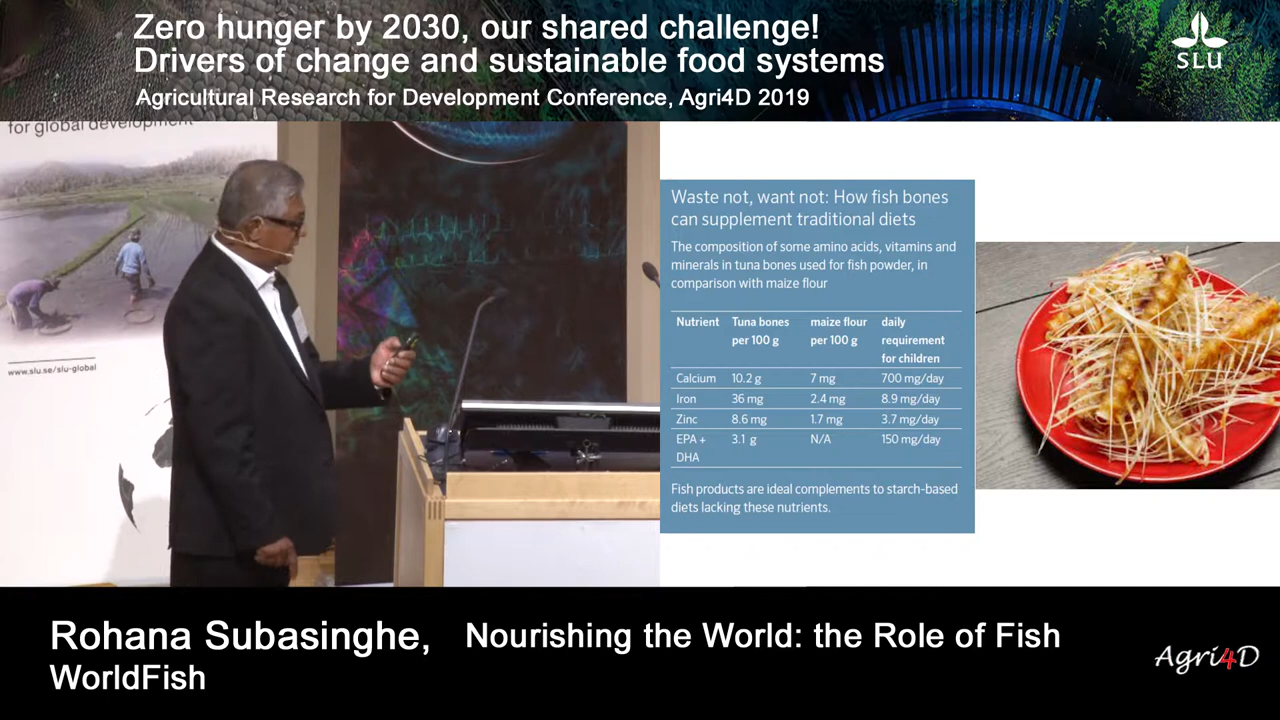 Zero hunger by 2030, our shared challenge!
Drivers of change and sustainable food systems
Agricultural Research for Development Conference, Agri4D 2019
SLU
for global development
www.slu.se/slu-global
Waste not, want not: How fish bones
can supplement traditional diets
The composition of some amino acids, vitamins and
minerals in tuna bones used for fish powder, in
comparison with maize flour
Nutrient Tuna bones per 100 g maize flour per 100 g daily requirement for children
Calcium 10.2 g 7 mg 700 mg/day
Iron 36 mg 2.4 mg 8.9 mg/day
Zinc 8.6 mg 1.7 mg 3.7 mg/day
EPA + DHA 3.1 g N/A 150 mg/day
Fish products are ideal complements to starch-based
diets lacking these nutrients.
Rohana Subasinghe,
WorldFish
Nourishing the World: the Role of Fish
Agri4D